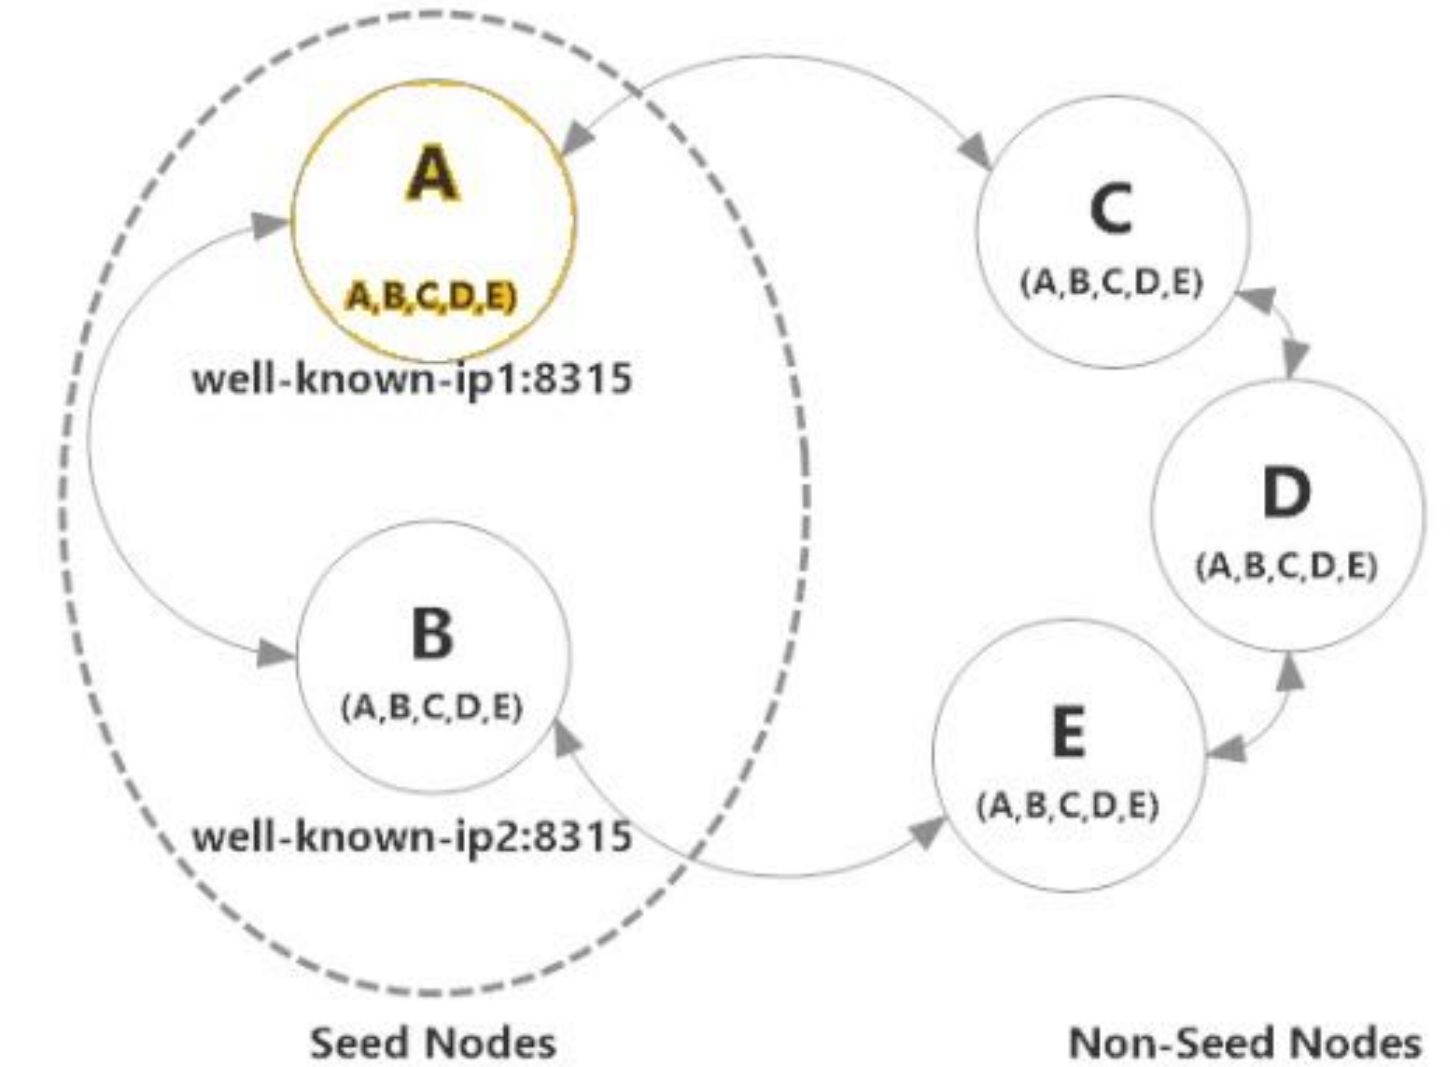 A
A,B,C,D,E)
well-known-ip1:8315
B
(A,B,C,D,E)
well-known-ip2:8315
C
(A,B,C,D,E)
D
(A,B,C,D,E)
E
(A,B,C,D,E)
Seed Nodes
Non-Seed Nodes